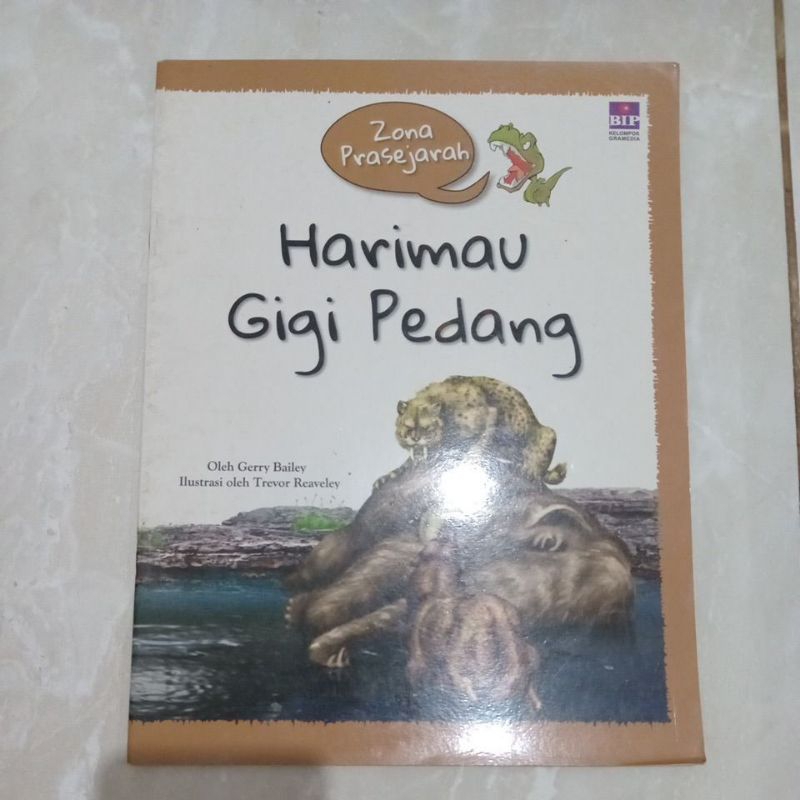 Zona
Prasejarah
BIP
KELOMPOK
GRAMEDIA
Harimau
Gigi Pedang
Oleh Gerry Bailey
Ilustrasi oleh Trevor Reaveley